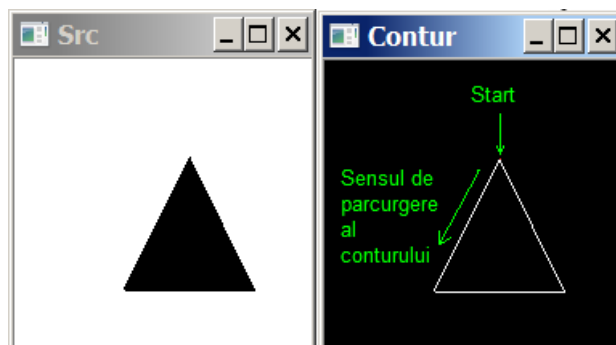 Src
Contur
Start
Sensul de
parcurgere
al
conturului